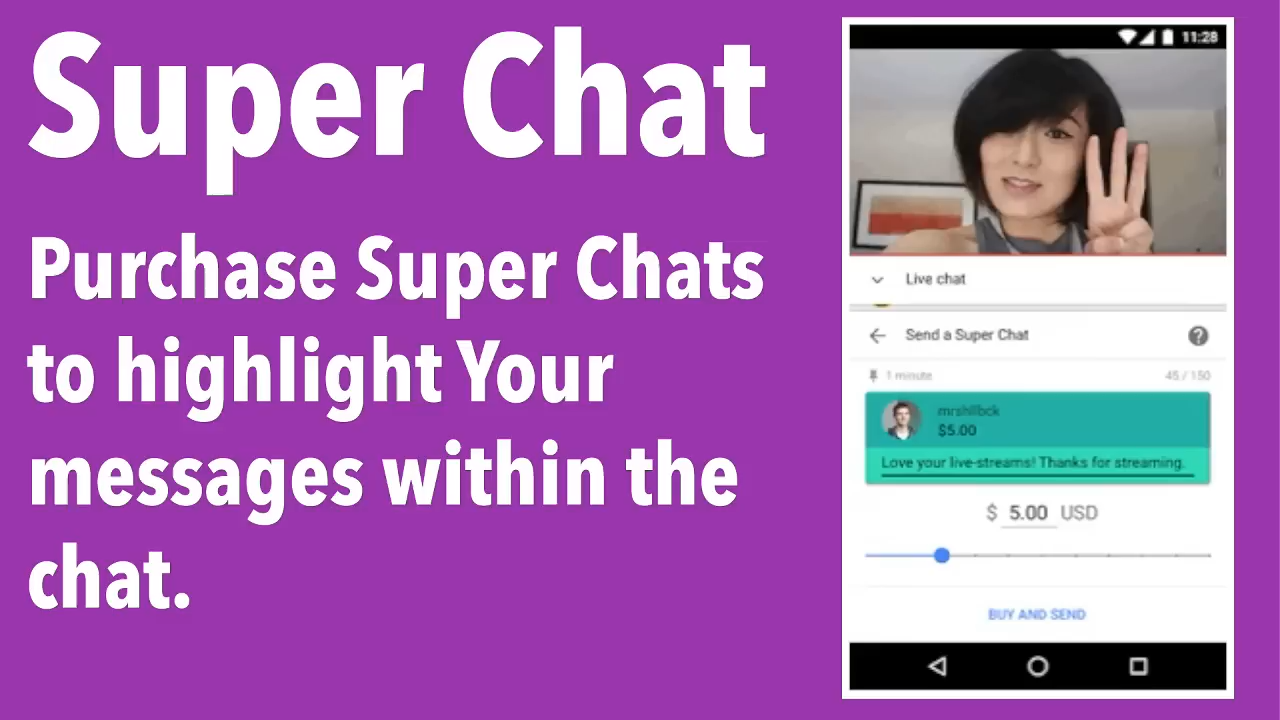 Super Chat
Purchase Super Chats
to highlight Your
messages within the
chat.
11:28
Live chat
Send a Super Chat
1 minute
45 / 150
$5.00
Love your live-streams! Thanks for streaming.
$ 5.00 USD
BUY AND SEND